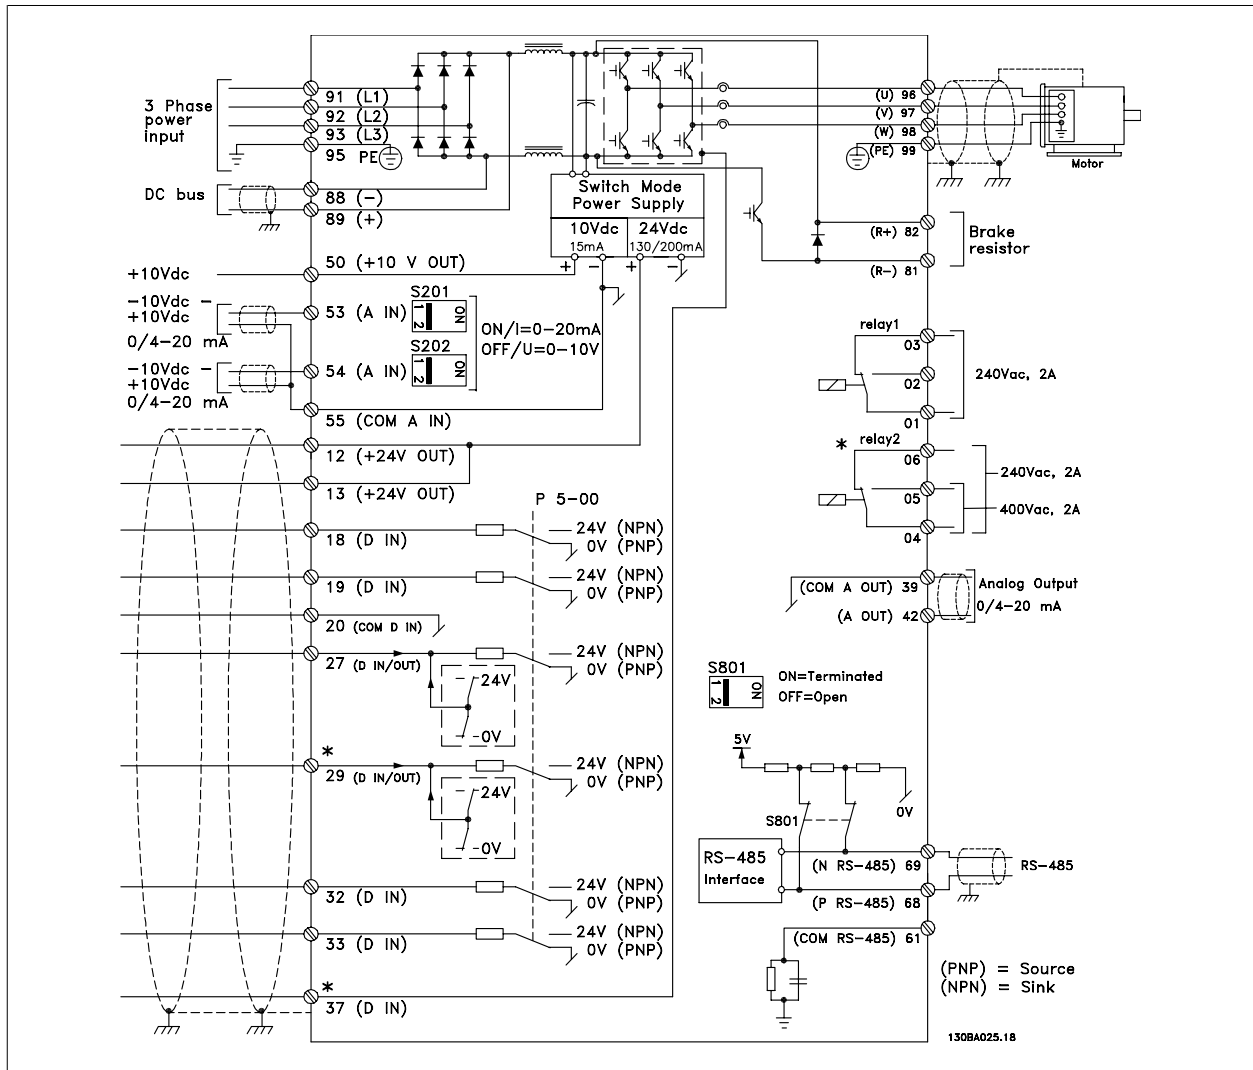 3 Phase
power
input
91 (L1)
92 (L2)
93 (L3)
95 PE
DC bus
88 (−)
89 (+)
Switch Mode
Power Supply
10Vdc
15mA
24Vdc
130/200mA
+ − + −
(U) 96
(V) 97
(W) 98
(PE) 99
Motor
(R+) 82
(R−) 81
Brake
resistor
+10Vdc
50 (+10 V OUT)
−10Vdc −
+10Vdc
0/4−20 mA
53 (A IN)
S201
ON
1 2
−10Vdc −
+10Vdc
0/4−20 mA
54 (A IN)
S202
ON
1 2
ON/I=0−20mA
OFF/U=0−10V
55 (COM A IN)
12 (+24V OUT)
13 (+24V OUT)
P 5-00
18 (D IN)
24V (NPN)
0V (PNP)
19 (D IN)
24V (NPN)
0V (PNP)
20 (COM D IN)
27 (D IN/OUT)
24V (NPN)
0V (PNP)
24V
0V
*
29 (D IN/OUT)
24V (NPN)
0V (PNP)
24V
0V
32 (D IN)
24V (NPN)
0V (PNP)
33 (D IN)
24V (NPN)
0V (PNP)
*
37 (D IN)
relay1
03
02
01
240Vac, 2A
* relay2
06
05
04
240Vac, 2A
400Vac, 2A
(COM A OUT) 39
(A OUT) 42
Analog Output
0/4−20 mA
S801
ON
1 2
ON=Terminated
OFF=Open
5V
S801
0V
RS-485
Interface
(N RS-485) 69
(P RS-485) 68
RS-485
(COM RS-485) 61
(PNP) = Source
(NPN) = Sink
130BA025.18